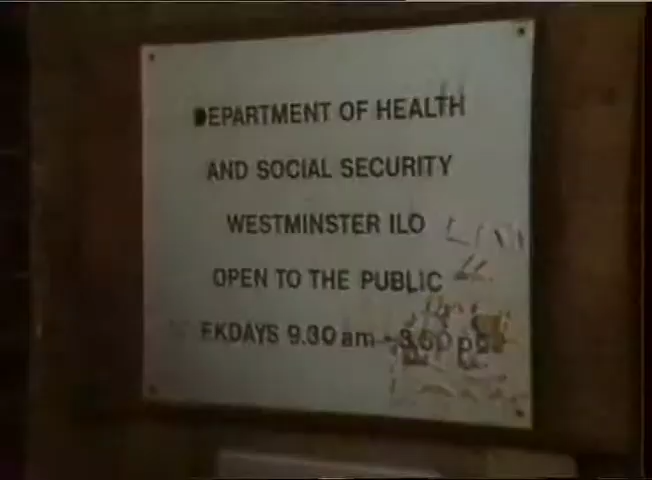 DEPARTMENT OF HEALTH
AND SOCIAL SECURITY
WESTMINSTER ILO
OPEN TO THE PUBLIC
EKDAYS 9.30 am -